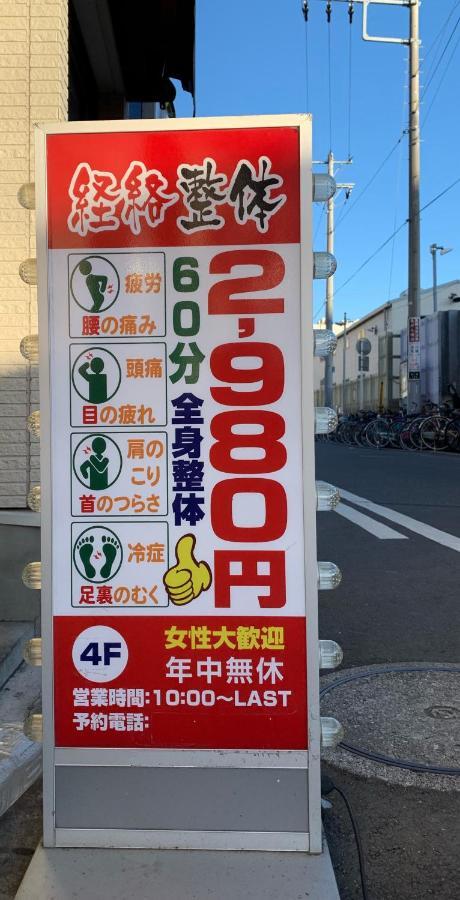 経絡整体
2,980円
60分 全身整体
疲労
腰の痛み
頭痛
目の疲れ
肩の
こり
首のつらさ
冷症
足裏のむく
4F
女性大歓迎
年中無休
営業時間:10:00〜LAST
予約電話: